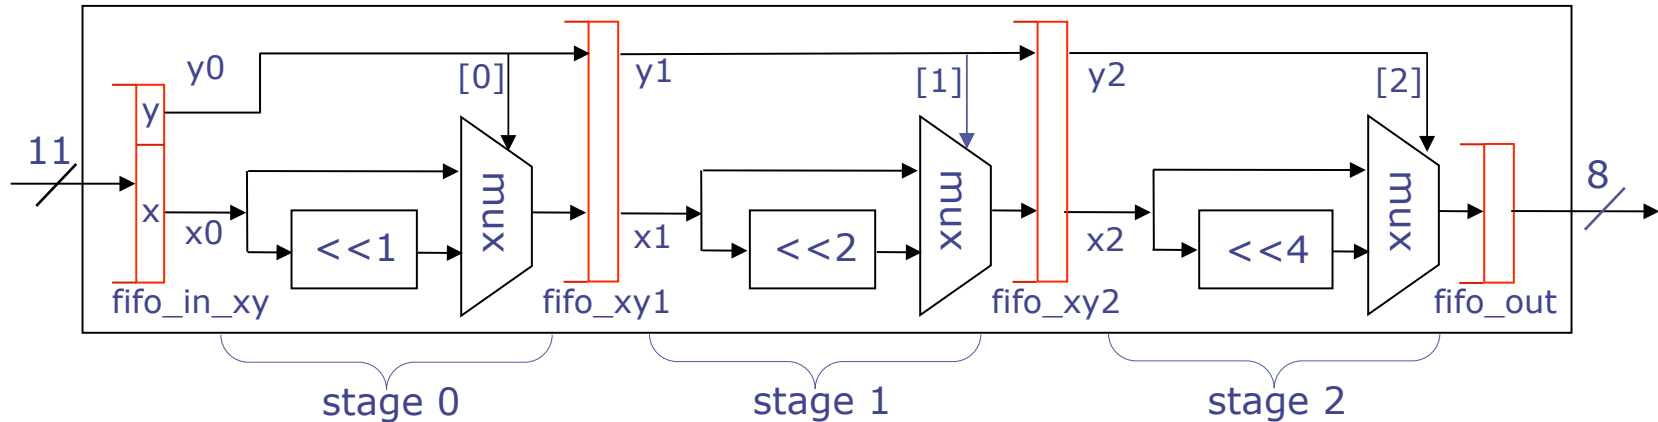 y0
[0]
y1
[1]
y2
[2]
y
11
8
x
x0
<<1
mux
x1
<<2
mux
x2
<<4
mux
fifo_in_xy
fifo_xy1
fifo_xy2
fifo_out
stage 0
stage 1
stage 2